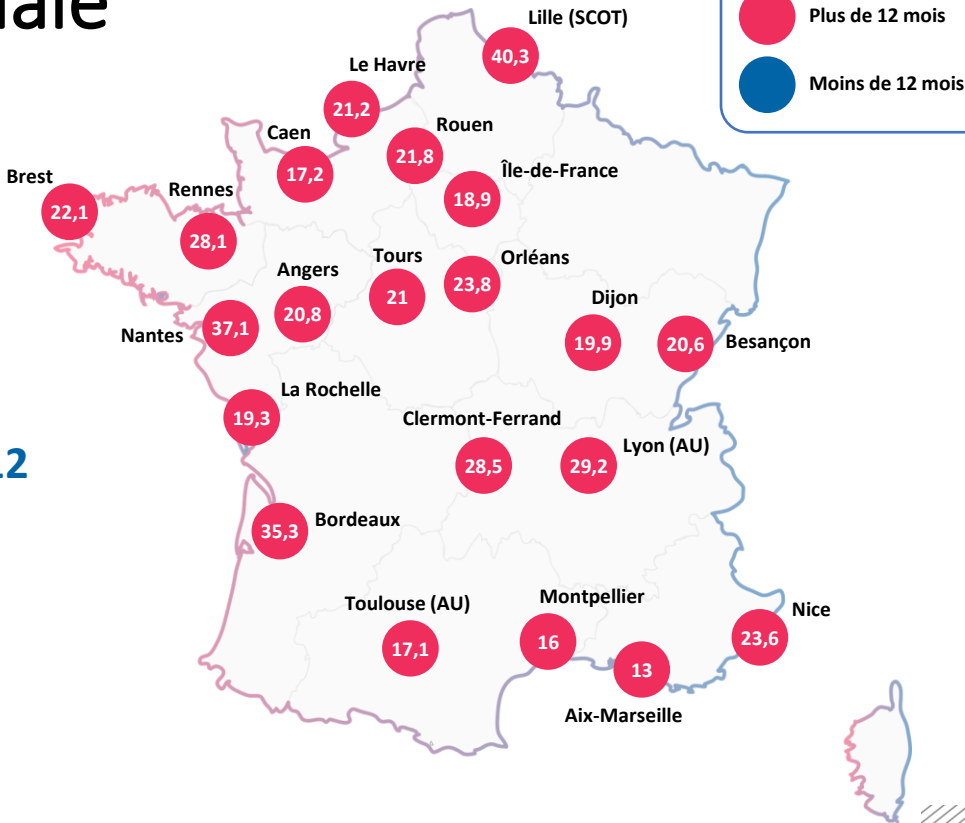 iale
Plus de 12 mois
Moins de 12 mois
Lille (SCOT)
40,3
Le Havre
21,2
Caen
17,2
Rouen
21,8
Île-de-France
18,9
Brest
22,1
Rennes
28,1
Angers
20,8
Tours
21
Orléans
23,8
Nantes
37,1
Dijon
19,9
Besançon
20,6
La Rochelle
19,3
Clermont-Ferrand
28,5
Lyon (AU)
29,2
12
Bordeaux
35,3
Toulouse (AU)
17,1
Montpellier
16
Nice
23,6
13
Aix-Marseille